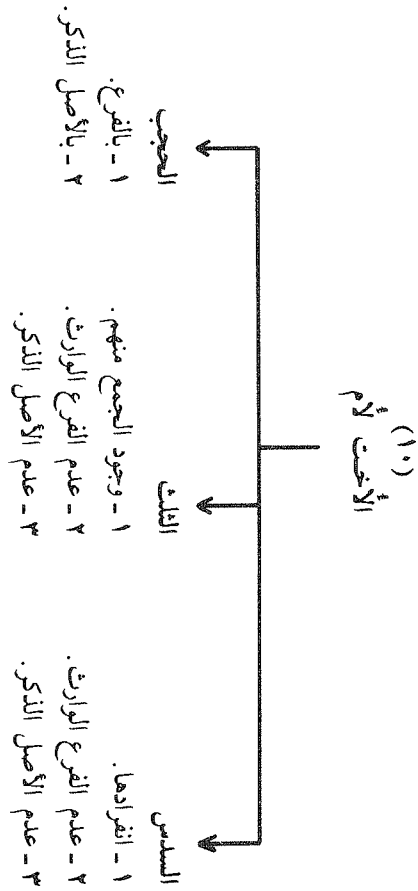 (١٠)
الأخت لأم
السدس
١ - انفرادها.
٢ - عدم الفرع الوارث.
٣ - عدم الأصل الذكر.
الثلث
١ - وجود الجمع منهم.
٢ - عدم الفرع الوارث.
٣ - عدم الأصل الذكر.
الحجب
١ - بالفرع.
٢ - بالأصل الذكر.